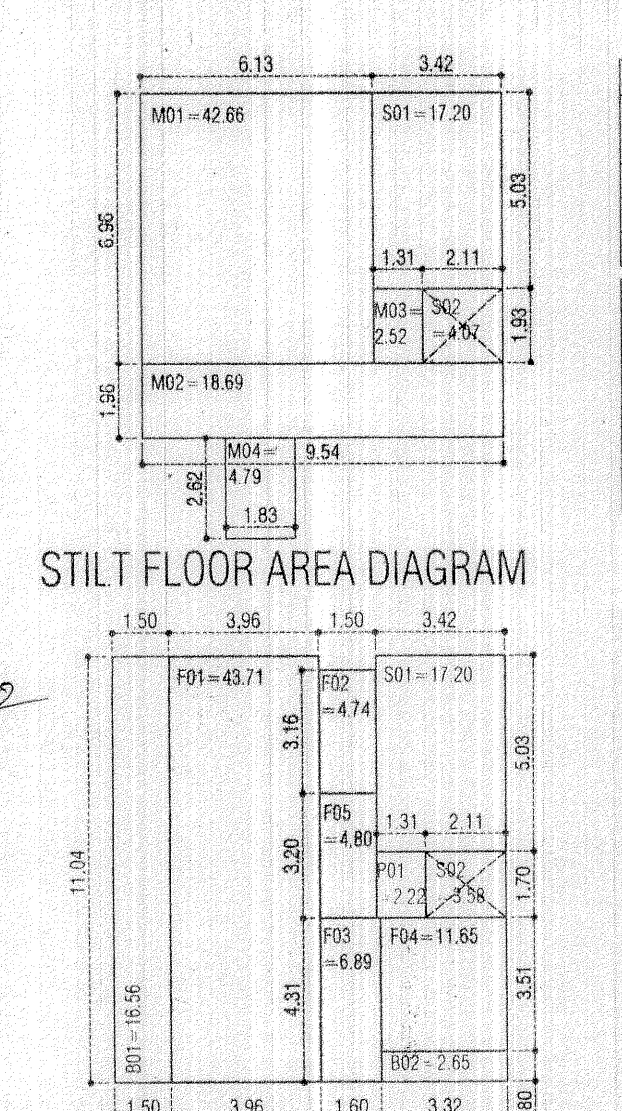 6.13 3.42
M01=42.66 S01=17.20
5.03
6.96
1.31 2.11
M03= S02
2.52 =4.07
1.93
M02=18.69
1.96
M04= 9.54
4.79
2.62
1.83
STILT FLOOR AREA DIAGRAM
1.50 3.96 1.50 3.42
F01=43.71 F02 S01=17.20
=4.74
3.16
5.03
F05 1.31 2.11
=4.80
3.20
11.04
P01 S02
=2.22 =3.58
1.70
F03 F04=11.65
=6.89
4.31
3.51
B01=16.56
B02=2.65
1.50 3.96 1.60 3.32
80